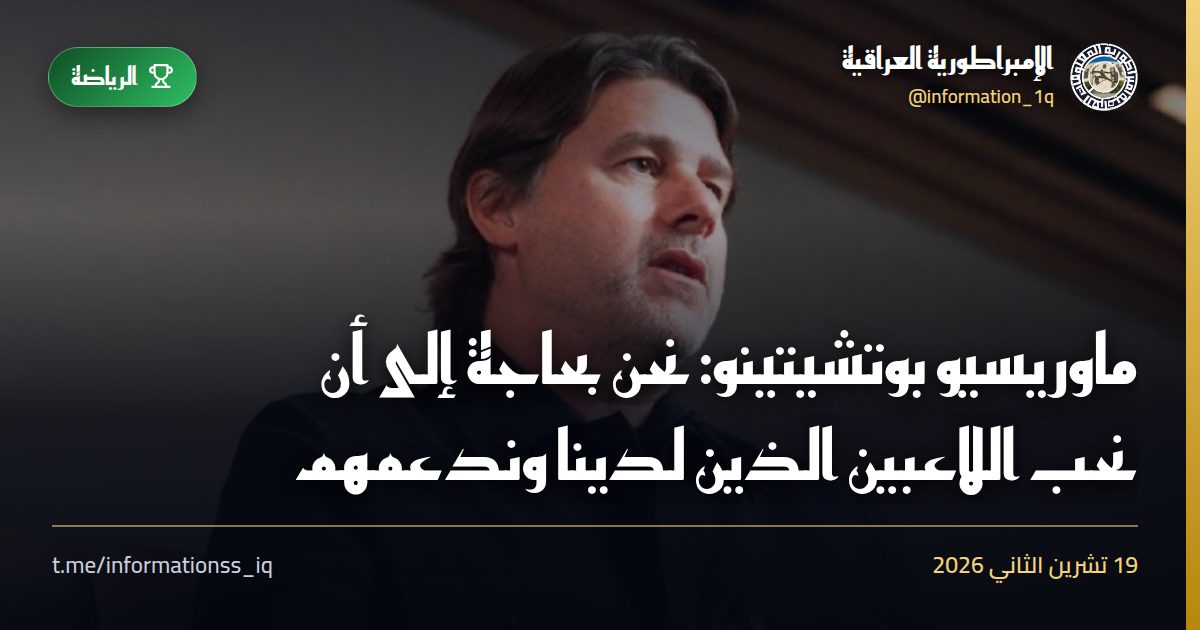 الإمبراطورية العراقية
@information_1q
الرياضة
ماوريسيو بوتشيتينو: نحن بحاجة إلى أن
نحب اللاعبين الذين لدينا وندعمهم
19 تشرين الثاني 2026
t.me/informationss_iq